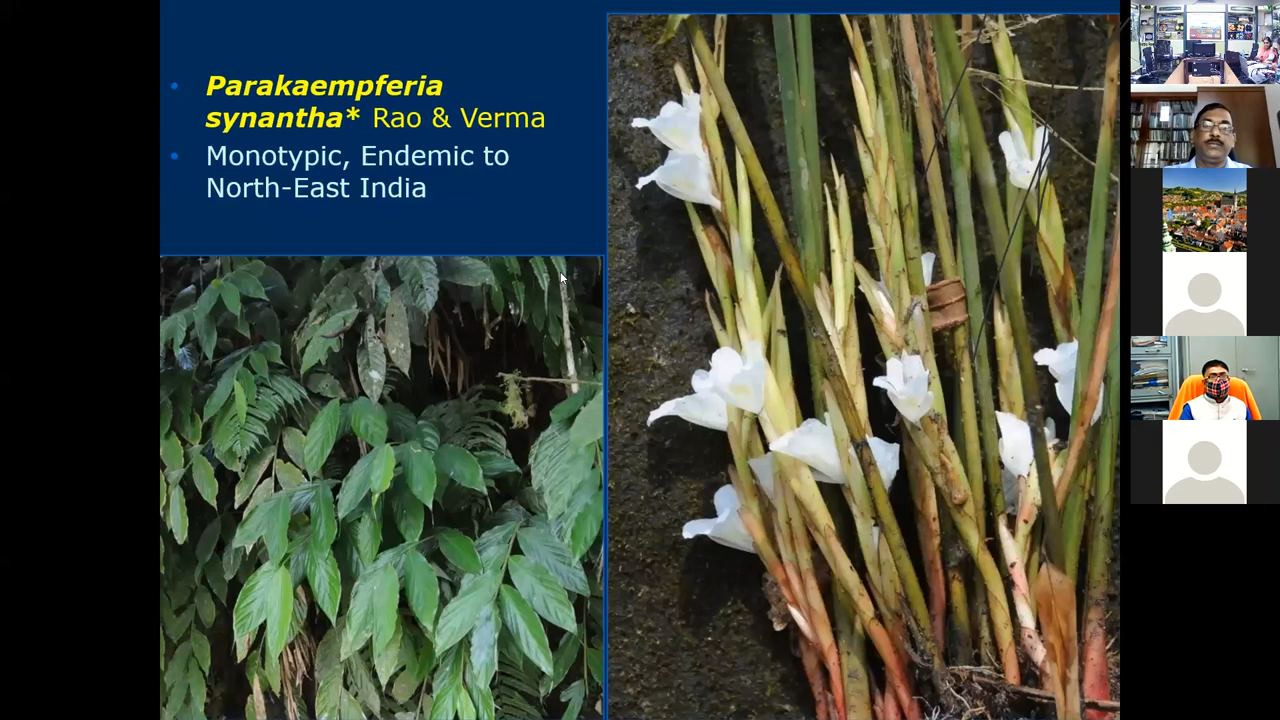 Parakaempferia
synantha* Rao & Verma
Monotypic, Endemic to
North-East India